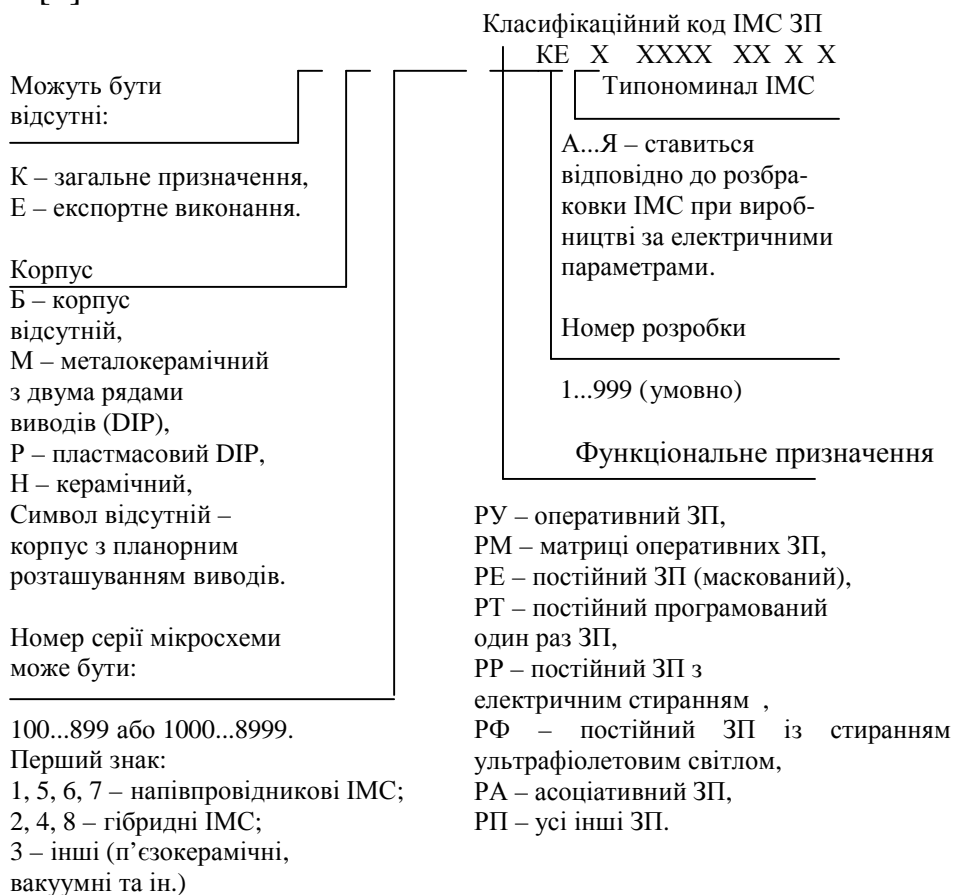 Класифікаційний код ІМС ЗП
КЕ Х ХХХХ ХХ Х Х
Можуть бути
відсутні:
К – загальне призначення,
Е – експортне виконання.
Корпус
Б – корпус
відсутній,
М – металокерамічний
з двума рядами
виводів (DIP),
Р – пластмасовий DIP,
Н – керамічний,
Символ відсутній –
корпус з планорним
розташуванням виводів.
Номер серії мікросхеми
може бути:
100...899 або 1000...8999.
Перший знак:
1, 5, 6, 7 – напівпровідникові ІМС;
2, 4, 8 – гібридні ІМС;
3 – інші (п’єзокерамічні,
вакуумні та ін.)
Типономинал ІМС
А...Я – ставиться
відповідно до розбра-
ковки ІМС при вироб-
ництві за електричними
параметрами.
Номер розробки
1...999 (умовно)
Функціональне призначення
РУ – оперативний ЗП,
РМ – матриці оперативних ЗП,
РЕ – постійний ЗП (маскований),
РТ – постійний програмований
один раз ЗП,
РР – постійний ЗП з
електричним стиранням ,
РФ – постійний ЗП із стиранням
ультрафіолетовим світлом,
РА – асоціативний ЗП,
РП – усі інші ЗП.